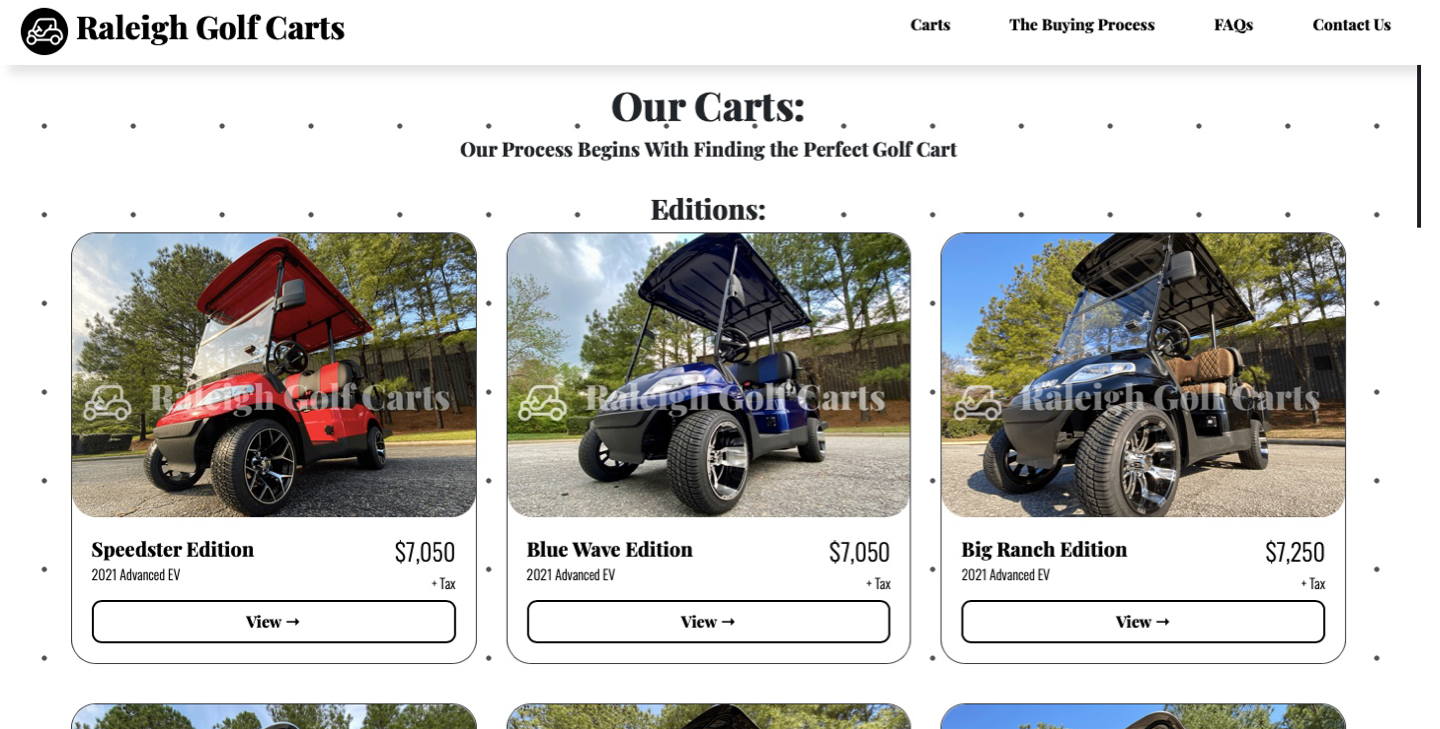 Raleigh Golf Carts
Carts The Buying Process FAQs Contact Us
Our Carts:
Our Process Begins With Finding the Perfect Golf Cart
Editions:
Raleigh Golf Carts
Raleigh Golf Carts
Raleigh Golf Carts
Speedster Edition $7,050
2021 Advanced EV + Tax
View →
Blue Wave Edition $7,050
2021 Advanced EV + Tax
View →
Big Ranch Edition $7,250
2021 Advanced EV + Tax
View →